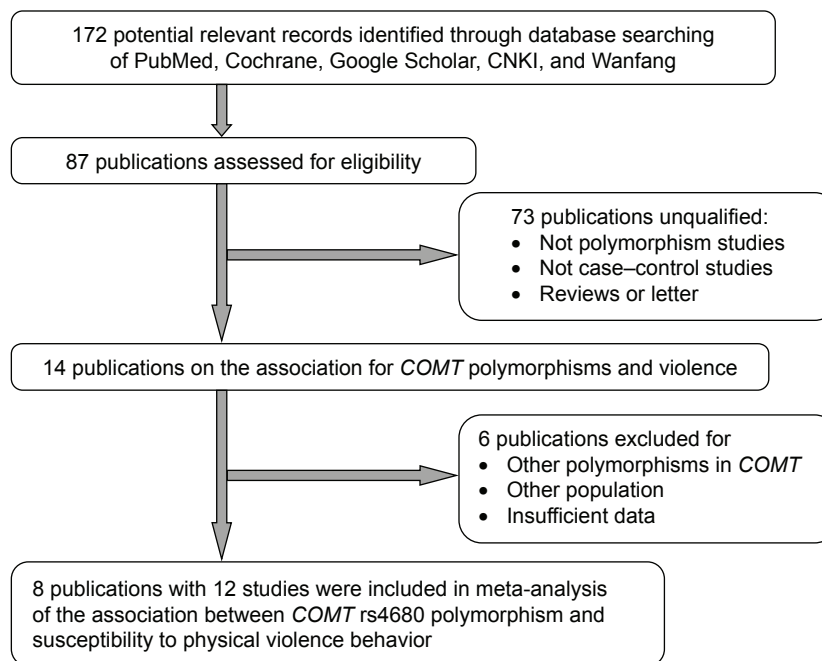 172 potential relevant records identified through database searching
of PubMed, Cochrane, Google Scholar, CNKI, and Wanfang
87 publications assessed for eligibility
73 publications unqualified:
• Not polymorphism studies
• Not case–control studies
• Reviews or letter
14 publications on the association for COMT polymorphisms and violence
6 publications excluded for
• Other polymorphisms in COMT
• Other population
• Insufficient data
8 publications with 12 studies were included in meta-analysis
of the association between COMT rs4680 polymorphism and
susceptibility to physical violence behavior